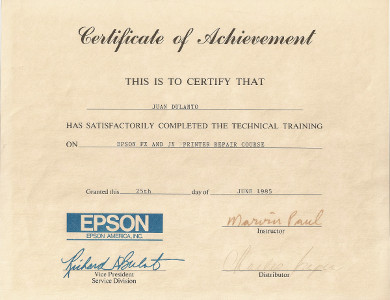 Certificate of Achievement
THIS IS TO CERTIFY THAT
JUAN DULANTO
HAS SATISFACTORILY COMPLETED THE TECHNICAL TRAINING
ON EPSON FX AND JX PRINTER REPAIR COURSE
Granted this 25th day of JUNE 1985
EPSON
EPSON AMERICA, INC.
Marvin Paul
Instructor
Richard
Vice President
Service Division
Distributor